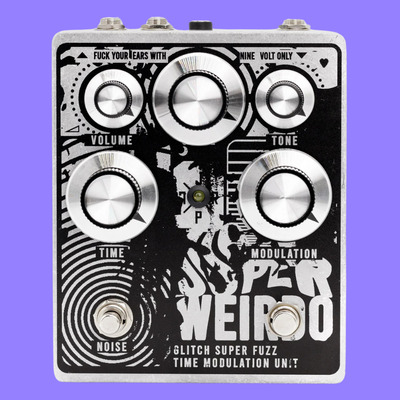 FUCK YOUR EARS WITH NINE VOLT ONLY
VOLUME
TONE
TIME
MODULATION
SUPER
WEIRDO
NOISE
GLITCH SUPER FUZZ
TIME MODULATION UNIT